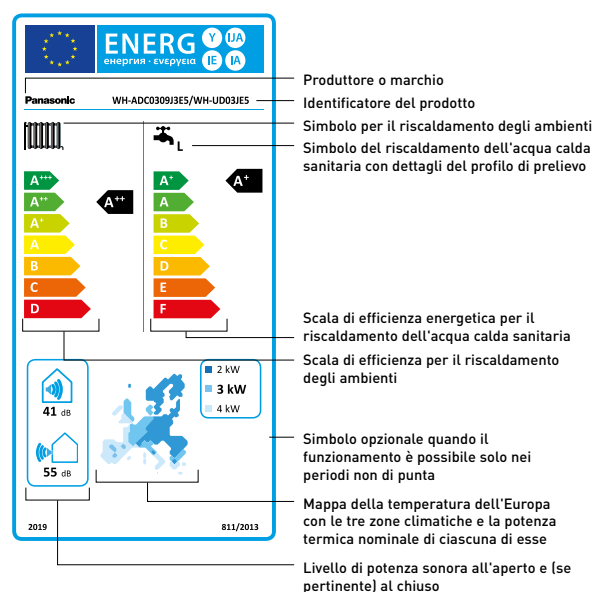 ENERG Y IJA
енергия · ενεργεια IE IA
Produttore o marchio
Panasonic WH-ADC0309J3E5/WH-UD03JE5
Identificatore del prodotto
Simbolo per il riscaldamento degli ambienti
L
Simbolo del riscaldamento dell'acqua calda
sanitaria con dettagli del profilo di prelievo
A+++
A++
A+
A
B
C
D
A++
A+
A
B
C
D
E
F
A+
Scala di efficienza energetica per il
riscaldamento dell'acqua calda sanitaria
Scala di efficienza per il riscaldamento
degli ambienti
41 dB
55 dB
2 kW
3 kW
4 kW
Simbolo opzionale quando il
funzionamento è possibile solo nei
periodi non di punta
Mappa della temperatura dell'Europa
con le tre zone climatiche e la potenza
termica nominale di ciascuna di esse
2019 811/2013
Livello di potenza sonora all'aperto e (se
pertinente) al chiuso